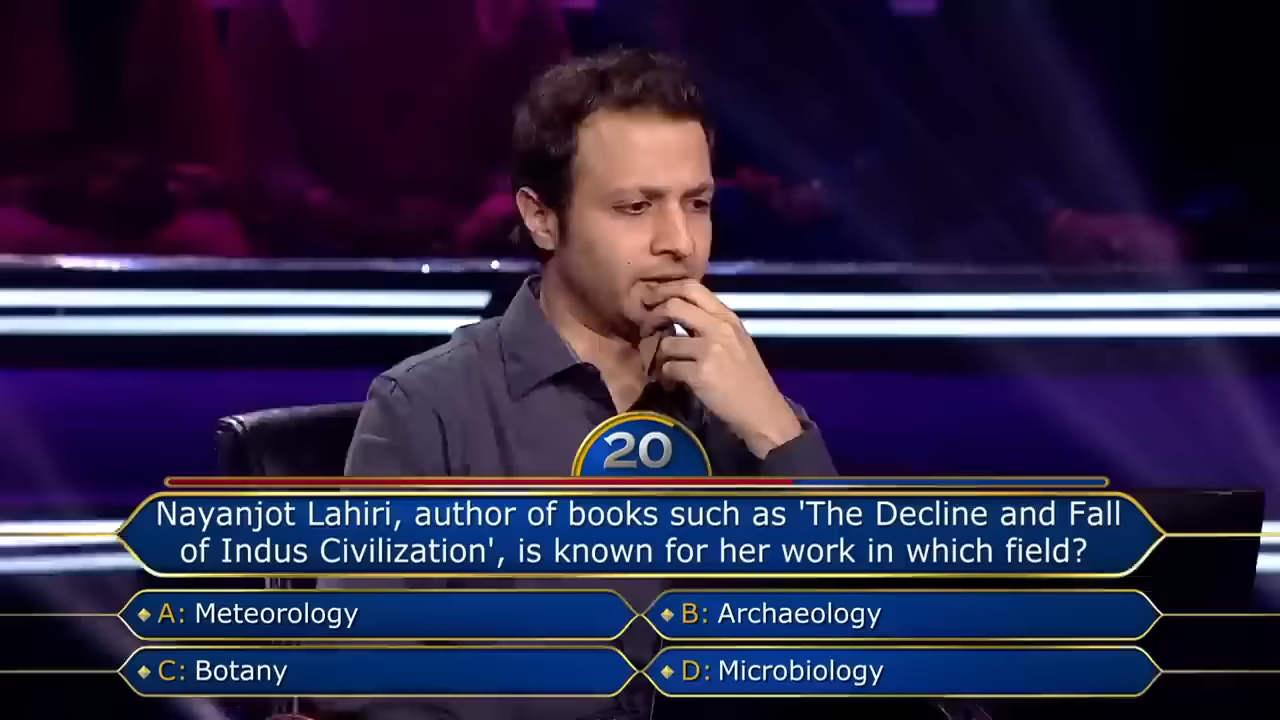 20
Nayanjot Lahiri, author of books such as 'The Decline and Fall
of Indus Civilization', is known for her work in which field?
A: Meteorology
B: Archaeology
C: Botany
D: Microbiology